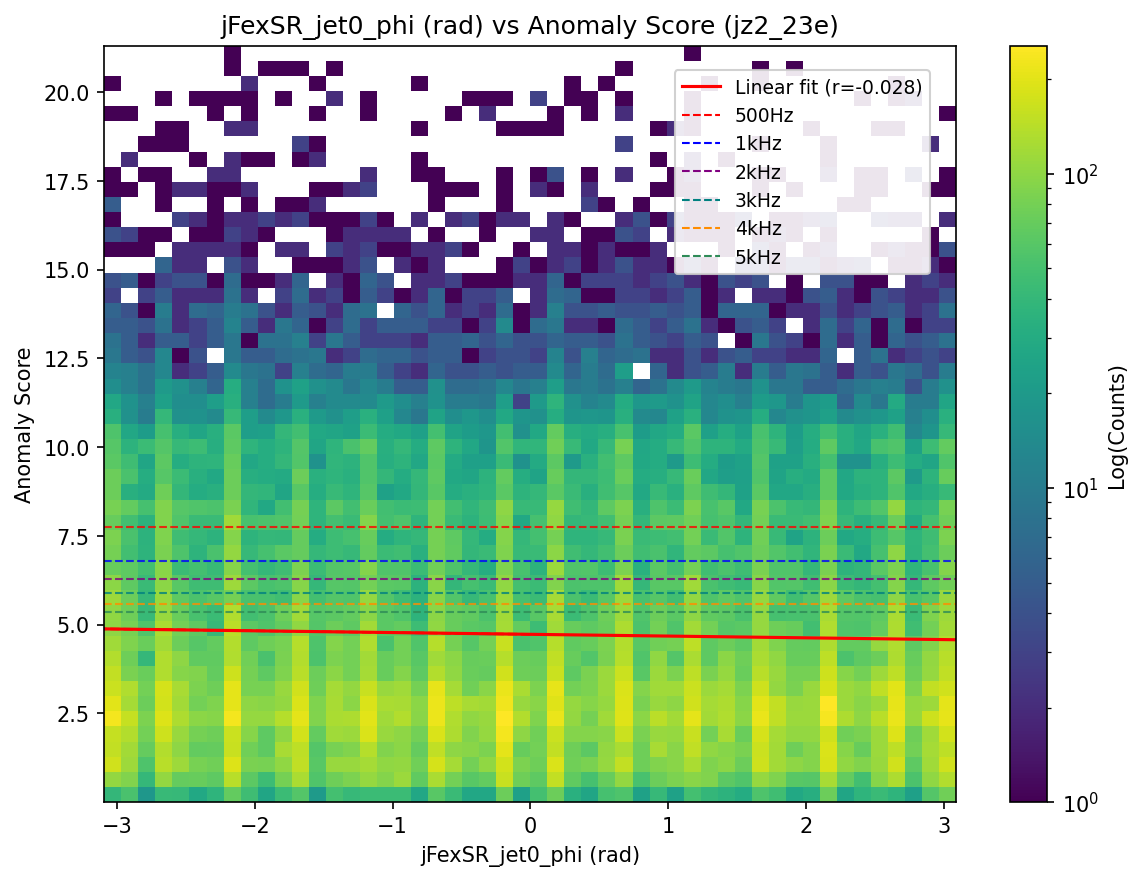 jFexSR_jet0_phi (rad) vs Anomaly Score (jz2_23e)
Linear fit (r=-0.028)
500Hz
1kHz
2kHz
3kHz
4kHz
5kHz
Anomaly Score
20.0
17.5
15.0
12.5
10.0
7.5
5.0
2.5
−3
−2
−1
0
1
2
3
jFexSR_jet0_phi (rad)
10²
10¹
10⁰
Log(Counts)